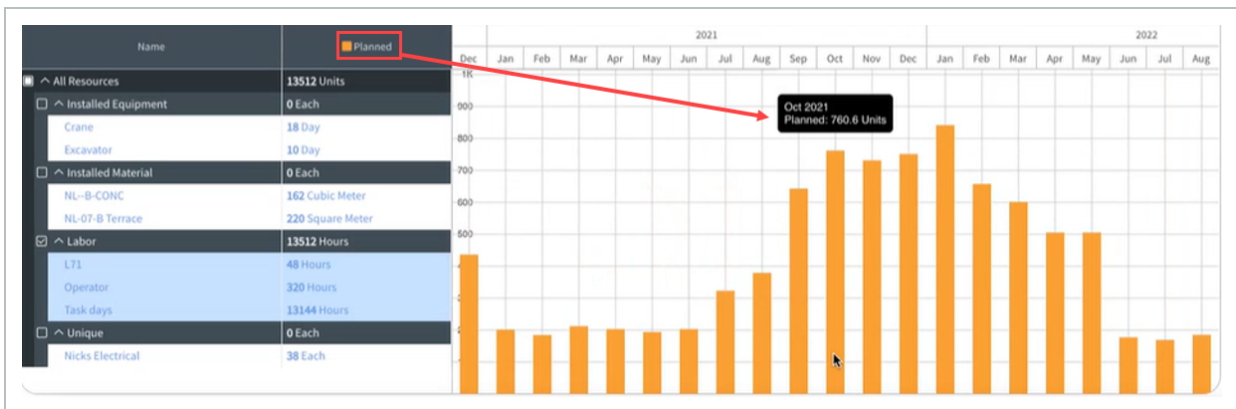 Name Planned
2021 2022
Dec Jan Feb Mar Apr May Jun Jul Aug Sep Oct Nov Dec Jan Feb Mar Apr May Jun Jul Aug
All Resources 13512 Units
Installed Equipment 0 Each
Crane 18 Day
Excavator 10 Day
Installed Material 0 Each
NL--B-CONC 162 Cubic Meter
NL-07-B Terrace 220 Square Meter
Labor 13512 Hours
L71 48 Hours
Operator 320 Hours
Task days 13144 Hours
Unique 0 Each
Nicks Electrical 38 Each
1K
900
800
700
600
500
Oct 2021
Planned: 760.6 Units